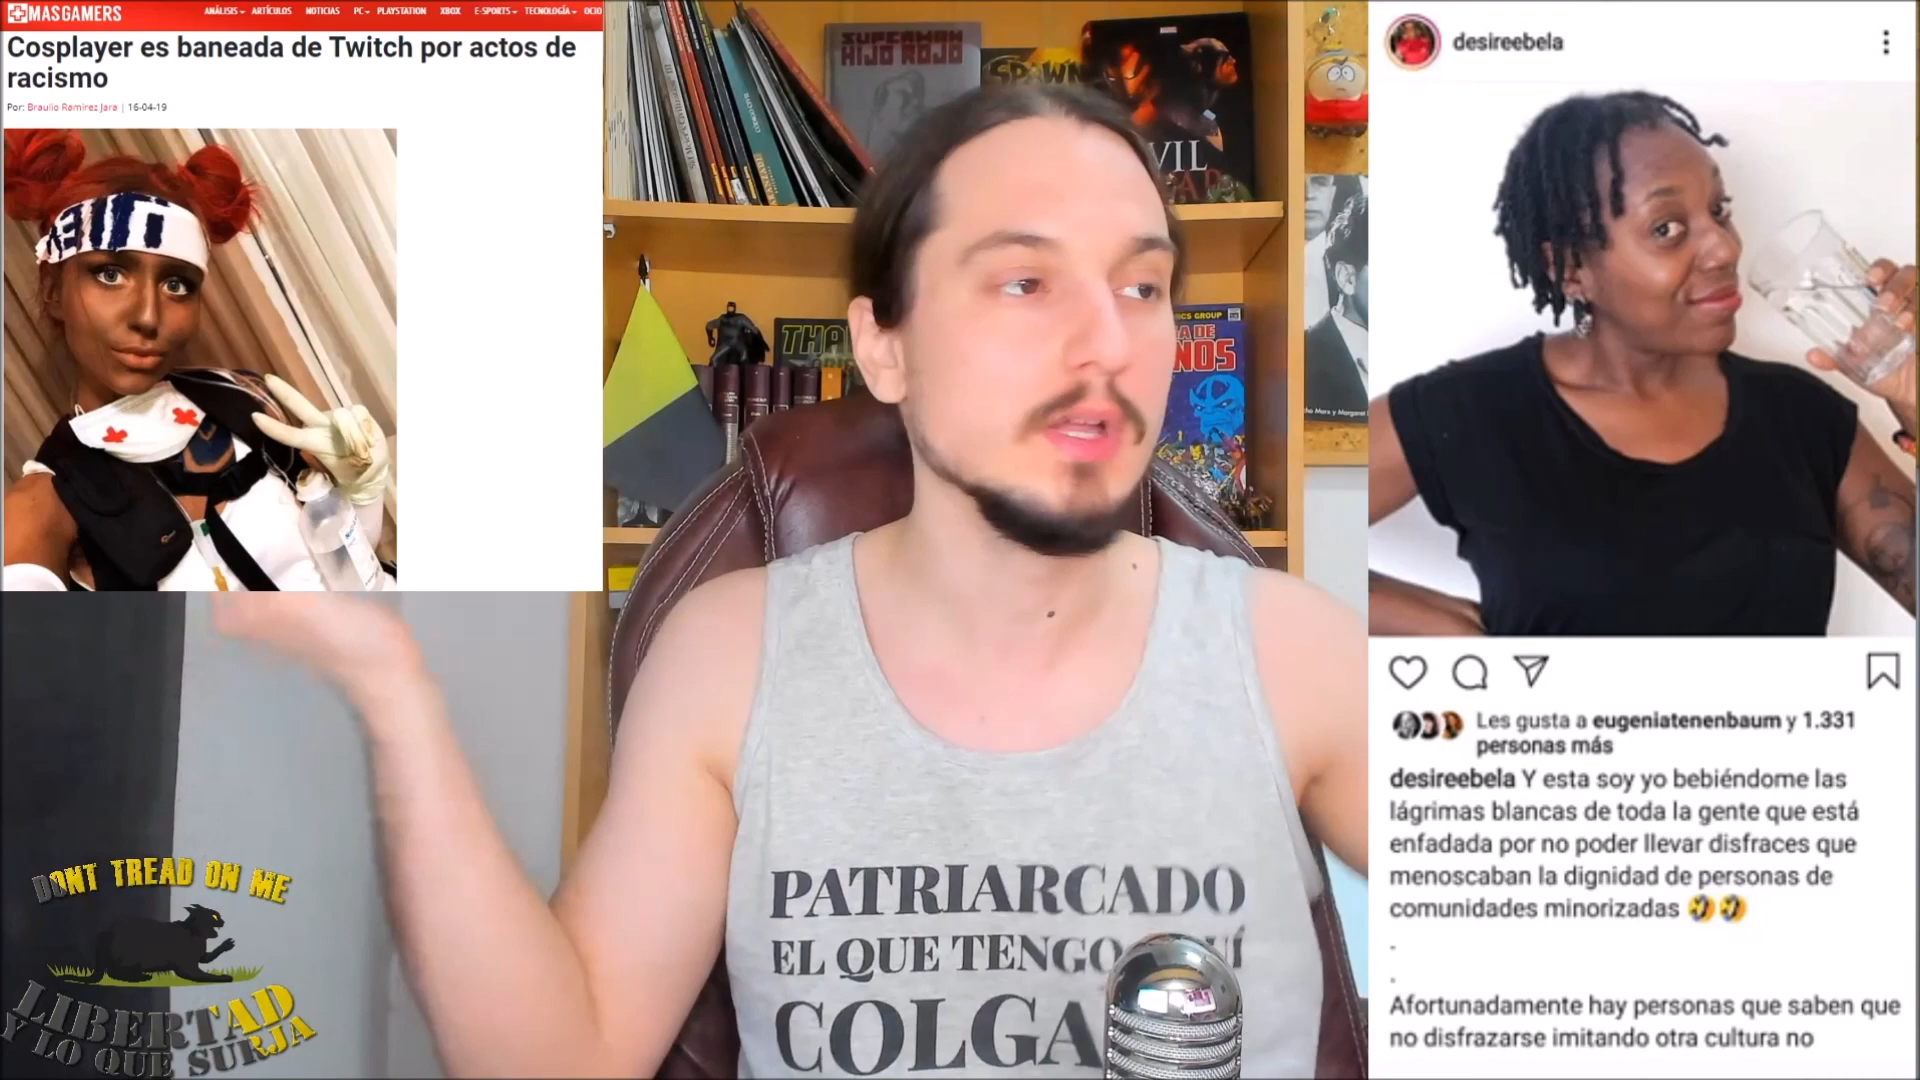 MASGAMERS
ANÁLISIS ARTÍCULOS NOTICIAS PC PLAYSTATION XBOX E-SPORTS TECNOLOGÍA OCIO
Cosplayer es baneada de Twitch por actos de
racismo
Por: Braulio Ramirez Jara | 16-04-19
SUPERMAN
HIJO ROJO
SPAWN
MARVEL
THA
NOS
DONT TREAD ON ME
LIBERTAD
Y LO QUE SURJA
PATRIARCADO
EL QUE TENGO
COLGA
desireebela
Les gusta a eugeniatenenbaum y 1.331
personas más
desireebela Y esta soy yo bebiéndome las
lágrimas blancas de toda la gente que está
enfadada por no poder llevar disfraces que
menoscaban la dignidad de personas de
comunidades minorizadas 🤣🤣
.
.
Afortunadamente hay personas que saben que
no disfrazarse imitando otra cultura no